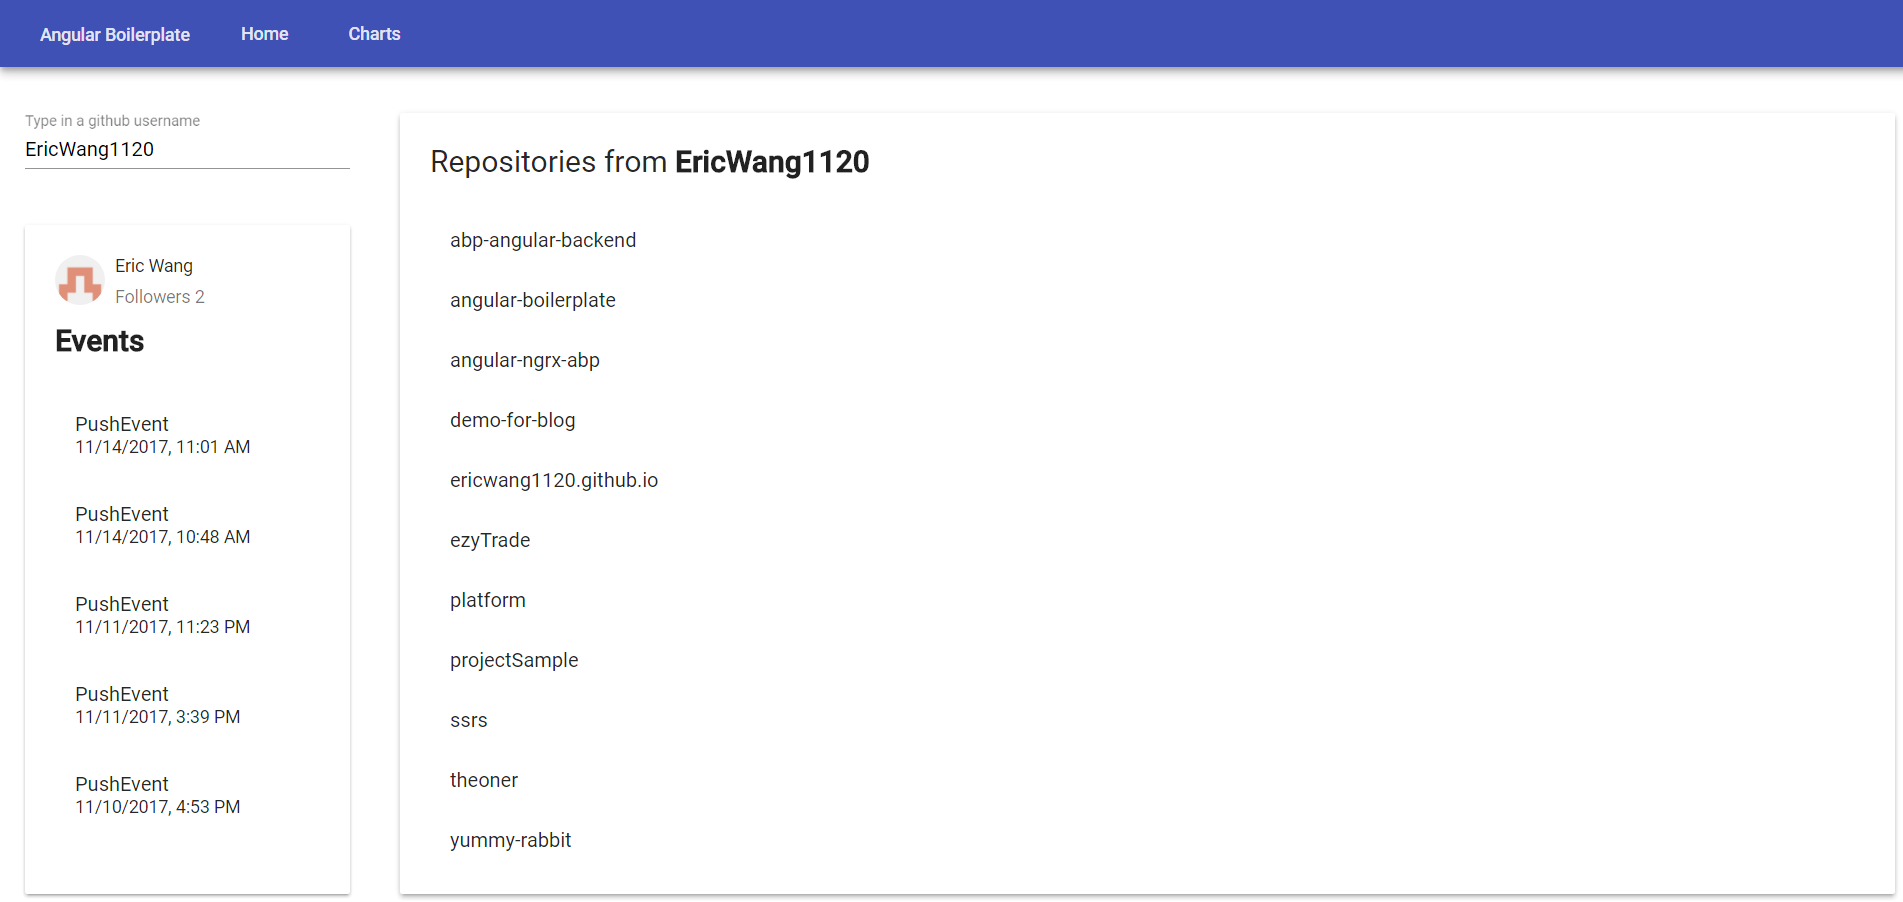 Angular Boilerplate Home Charts
Type in a github username
EricWang1120
Eric Wang
Followers 2
Events
PushEvent
11/14/2017, 11:01 AM
PushEvent
11/14/2017, 10:48 AM
PushEvent
11/11/2017, 11:23 PM
PushEvent
11/11/2017, 3:39 PM
PushEvent
11/10/2017, 4:53 PM
Repositories from EricWang1120
abp-angular-backend
angular-boilerplate
angular-ngrx-abp
demo-for-blog
ericwang1120.github.io
ezyTrade
platform
projectSample
ssrs
theoner
yummy-rabbit